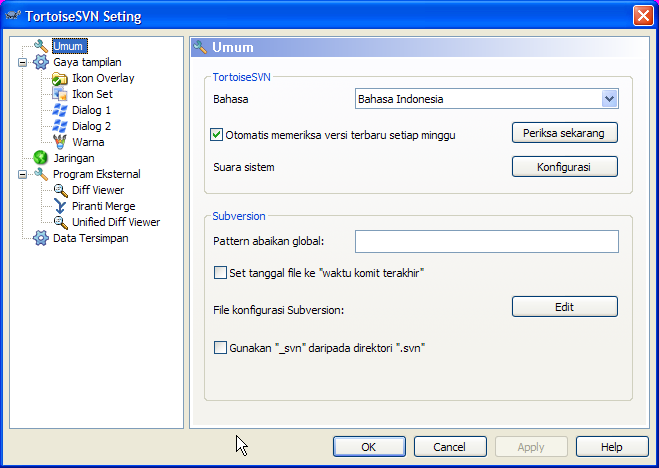 TortoiseSVN Seting
Umum
Gaya tampilan
Ikon Overlay
Ikon Set
Dialog 1
Dialog 2
Warna
Jaringan
Program Eksternal
Diff Viewer
Piranti Merge
Unified Diff Viewer
Data Tersimpan
Umum
TortoiseSVN
Bahasa
Bahasa Indonesia
Otomatis memeriksa versi terbaru setiap minggu
Periksa sekarang
Suara sistem
Konfigurasi
Subversion
Pattern abaikan global:
Set tanggal file ke "waktu komit terakhir"
File konfigurasi Subversion:
Edit
Gunakan "_svn" daripada direktori ".svn"
OK
Cancel
Apply
Help